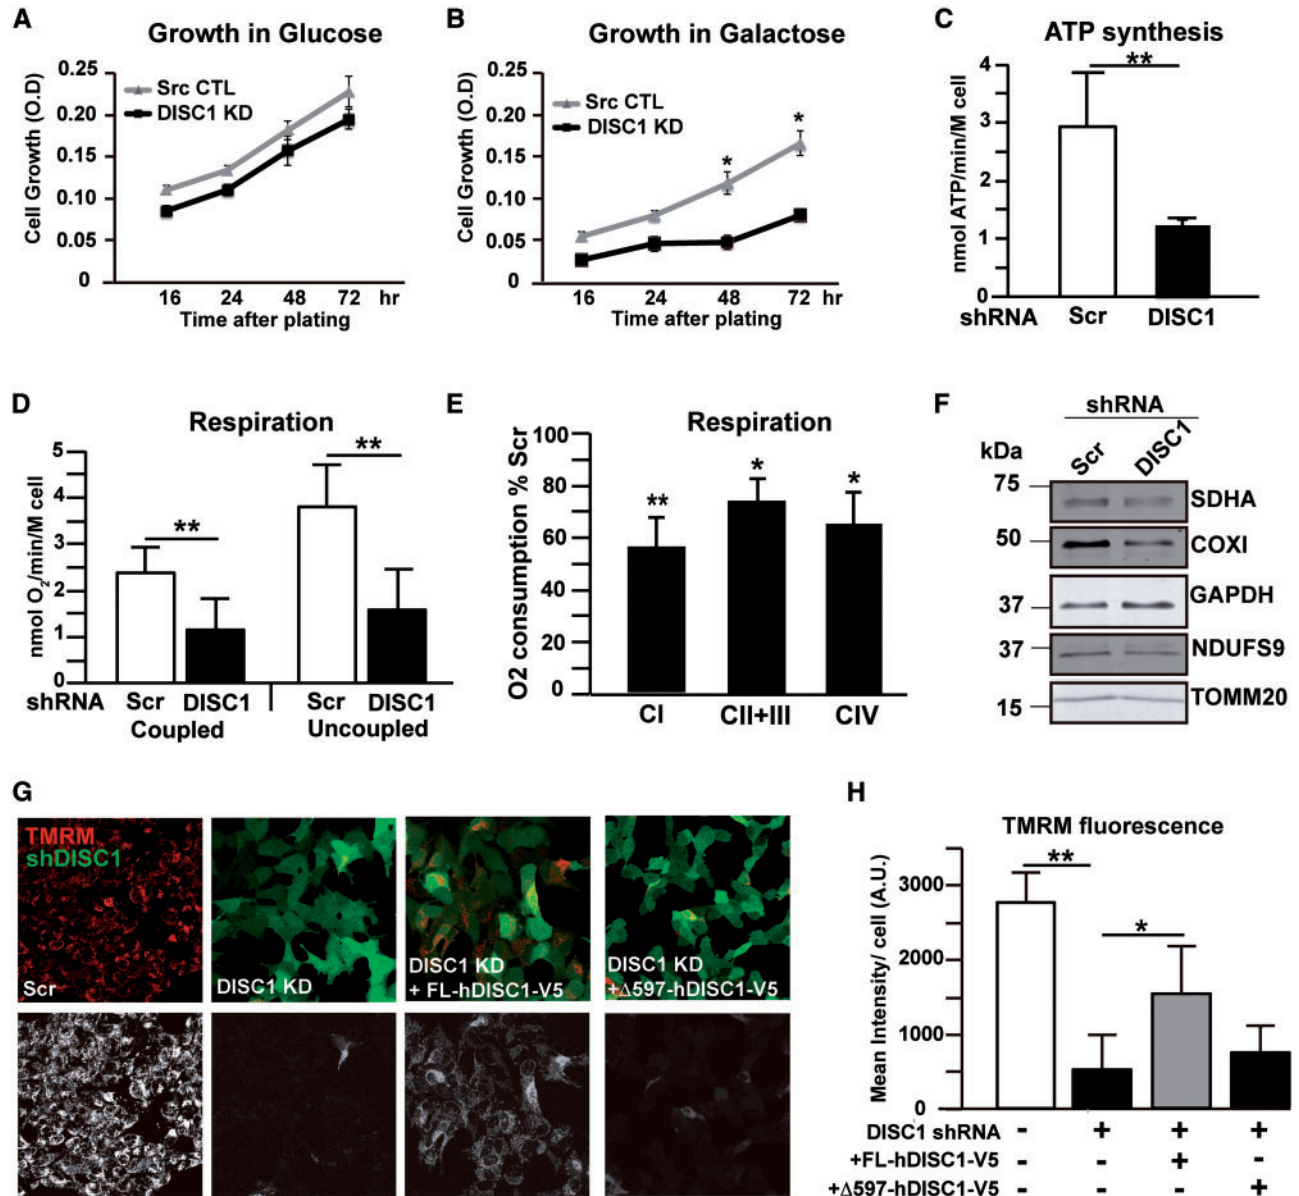 A
Growth in Glucose
Cell Growth (O.D)
0.25
0.20
0.15
0.10
0.05
0
Src CTL
DISC1 KD
16 24 48 72 hr
Time after plating
B
Growth in Galactose
Cell Growth (O.D)
0.25
0.20
0.15
0.10
0.05
0
Src CTL
DISC1 KD
*
*
16 24 48 72 hr
Time after plating
C
ATP synthesis
nmol ATP/min/M cell
4
3
2
1
0
**
shRNA Scr DISC1
D
Respiration
nmol O2/min/M cell
5
4
3
2
1
0
**
**
shRNA Scr DISC1 Scr DISC1
Coupled Uncoupled
E
Respiration
O2 consumption % Scr
100
80
60
40
20
0
**
*
*
CI CII+III CIV
F
shRNA
kDa Scr DISC1
75 SDHA
50 COXI
37 GAPDH
37 NDUFS9
15 TOMM20
G
TMRM
shDISC1
Scr
DISC1 KD
DISC1 KD
+ FL-hDISC1-V5
DISC1 KD
+Δ597-hDISC1-V5
H
TMRM fluorescence
Mean Intensity/ cell (A.U.)
3000
2000
1000
0
**
*
DISC1 shRNA - + + +
+FL-hDISC1-V5 - - + -
+Δ597-hDISC1-V5 - - - +